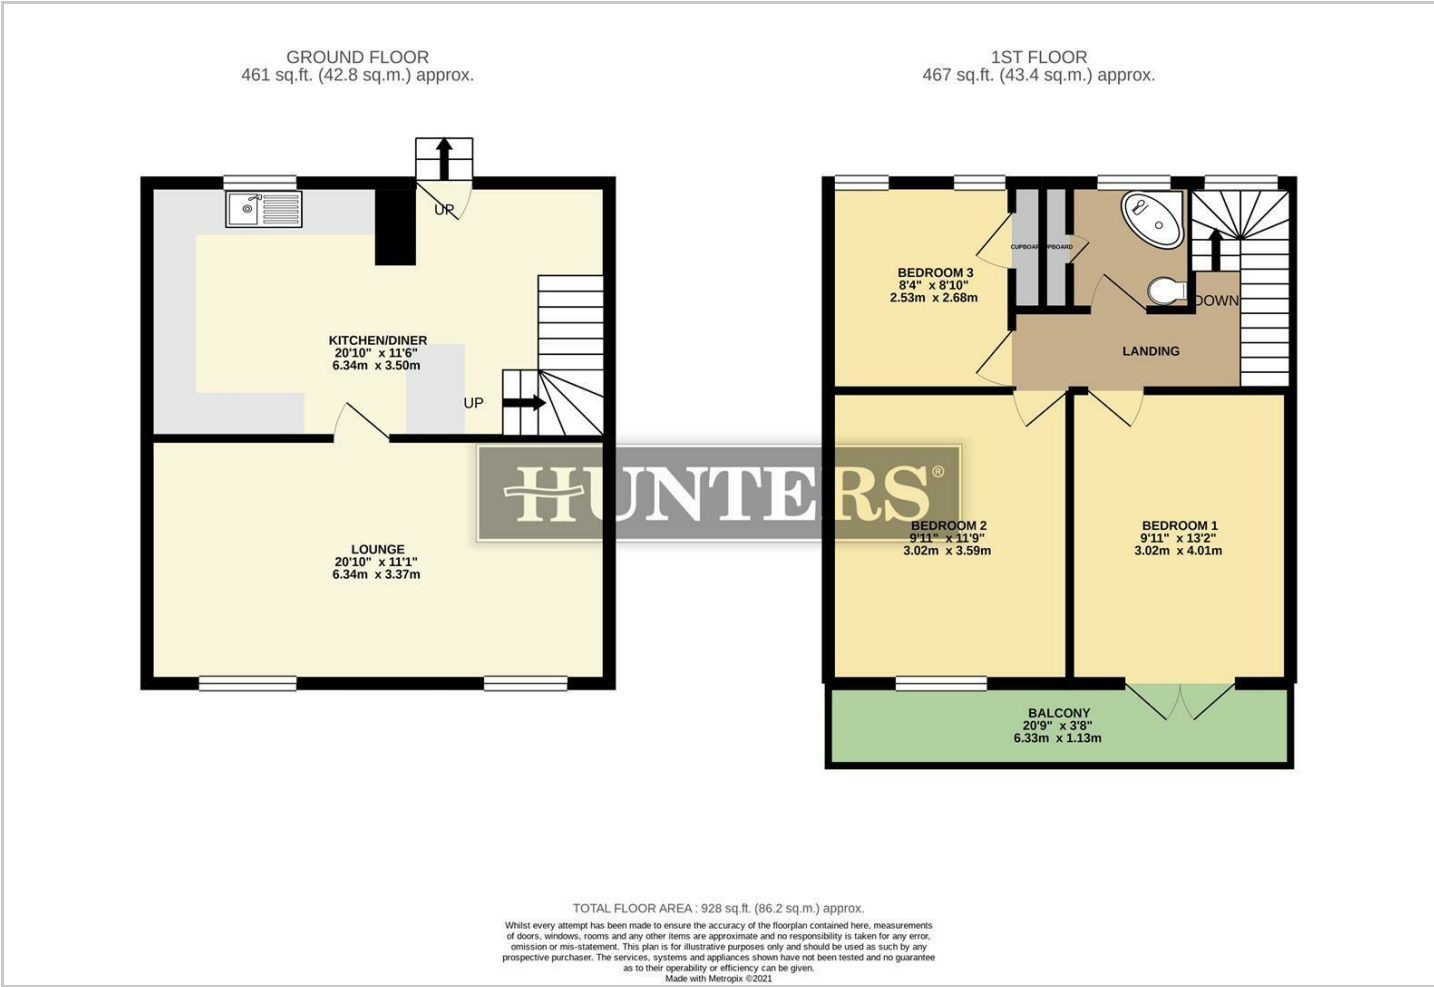 GROUND FLOOR
461 sq.ft. (42.8 sq.m.) approx.
1ST FLOOR
467 sq.ft. (43.4 sq.m.) approx.
UP
KITCHEN/DINER
20'10" x 11'6"
6.34m x 3.50m
UP
LOUNGE
20'10" x 11'1"
6.34m x 3.37m
HUNTERS®
BEDROOM 3
8'4" x 8'10"
2.53m x 2.68m
CUPBOARD
UPBOARD
DOWN
LANDING
BEDROOM 2
9'11" x 11'9"
3.02m x 3.59m
BEDROOM 1
9'11" x 13'2"
3.02m x 4.01m
BALCONY
20'9" x 3'8"
6.33m x 1.13m
TOTAL FLOOR AREA : 928 sq.ft. (86.2 sq.m.) approx.
Whilst every attempt has been made to ensure the accuracy of the floorplan contained here, measurements
of doors, windows, rooms and any other items are approximate and no responsibility is taken for any error,
omission or mis-statement. This plan is for illustrative purposes only and should be used as such by any
prospective purchaser. The services, systems and appliances shown have not been tested and no guarantee
as to their operability or efficiency can be given.
Made with Metropix ©2021